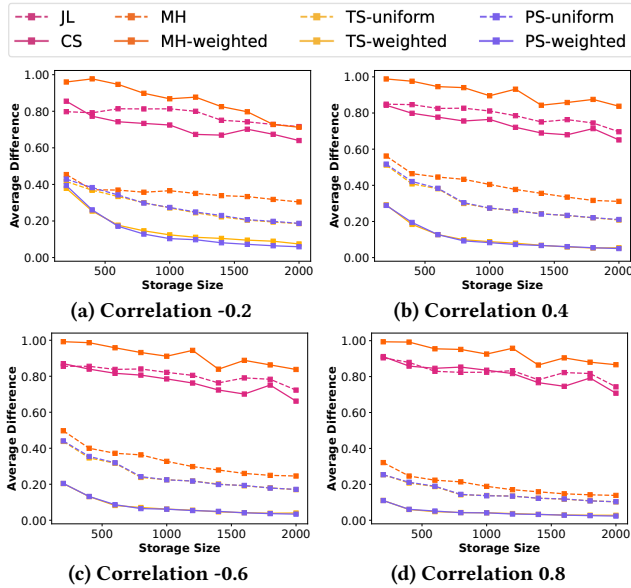 JL MH TS-uniform PS-uniform
CS MH-weighted TS-weighted PS-weighted
1.00 1.00
0.80 0.80
0.60 0.60
0.40 0.40
0.20 0.20
0.00 0.00
Average Difference Average Difference
500 1000 1500 2000 500 1000 1500 2000
Storage Size Storage Size
(a) Correlation -0.2 (b) Correlation 0.4
1.00 1.00
0.80 0.80
0.60 0.60
0.40 0.40
0.20 0.20
0.00 0.00
Average Difference Average Difference
500 1000 1500 2000 500 1000 1500 2000
Storage Size Storage Size
(c) Correlation -0.6 (d) Correlation 0.8